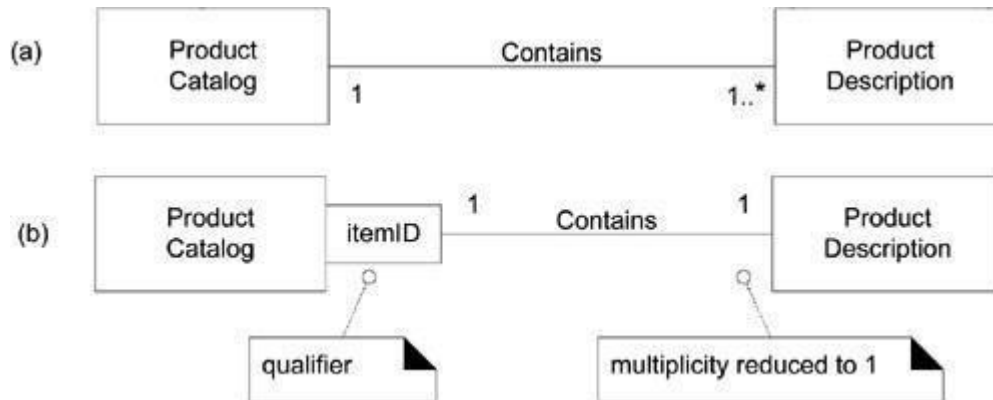 (a)
Product
Catalog
Contains
1
1..*
Product
Description
(b)
Product
Catalog
itemID
1
Contains
1
Product
Description
qualifier
multiplicity reduced to 1